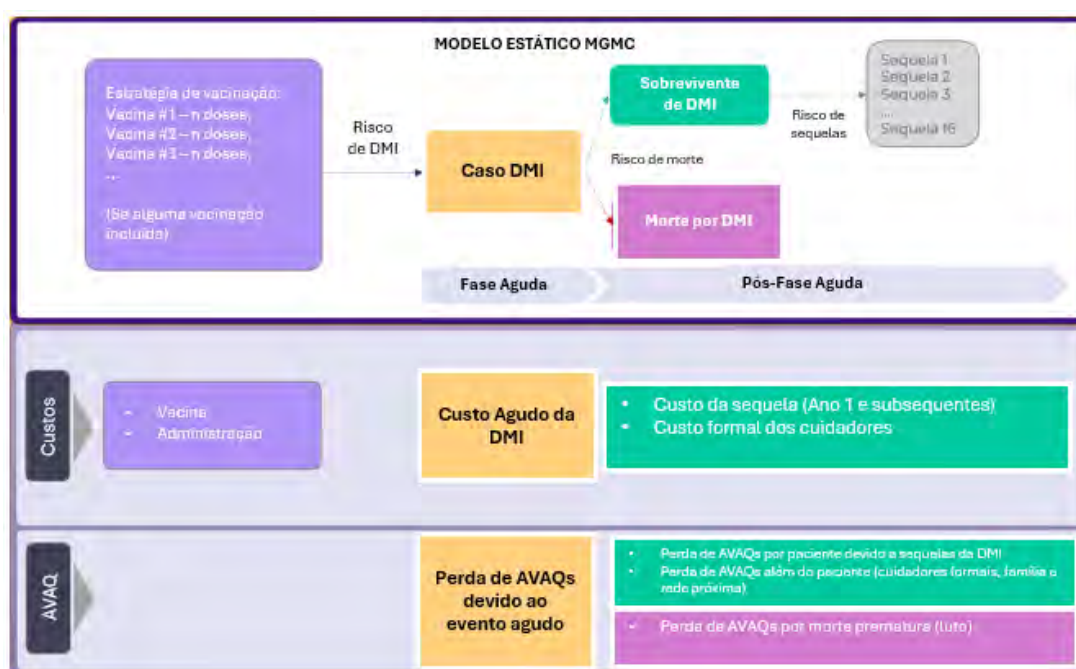 MODELO ESTÁTICO MGMC
Estratégia de vacinação:
Vacina #1 – n doses,
Vacina #2 – n doses,
Vacina #3 – n doses,
...
(Se alguma vacinação
incluída)
Risco
de DMI
Caso DMI
Sobrevivente
de DMI
Risco de morte
Morte por DMI
Risco de
sequelas
Sequela 1
Sequela 2
Sequela 3
....
Sequela 16
Fase Aguda
Pós-Fase Aguda
Custos
- Vacina
- Administração
Custo Agudo da
DMI
• Custo da sequela (Ano 1 e subsequentes)
• Custo formal dos cuidadores
AVAQ
Perda de AVAQs
devido ao
evento agudo
• Perda de AVAQs por paciente devido a sequelas da DMI
• Perda de AVAQs além do paciente (cuidadores formais, família e
rede próxima)
- Perda de AVAQs por morte prematura (luto)